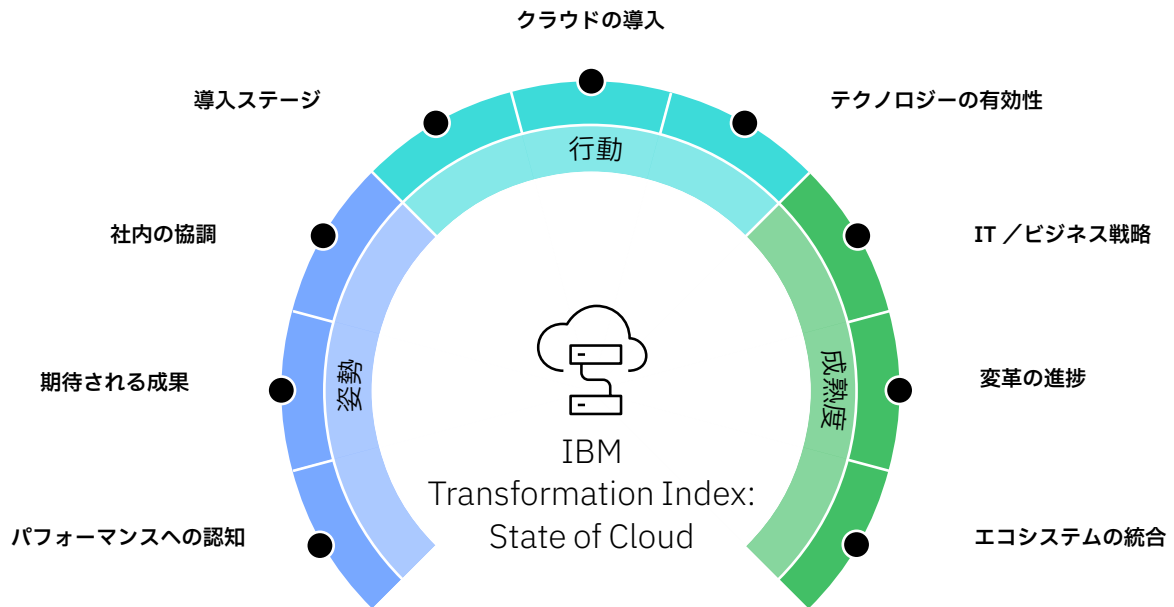 クラウドの導入
導入ステージ
テクノロジーの有効性
行動
社内の協調
IT ／ビジネス戦略
期待される成果
姿勢
成熟度
変革の進捗
IBM
Transformation Index:
State of Cloud
パフォーマンスへの認知
エコシステムの統合